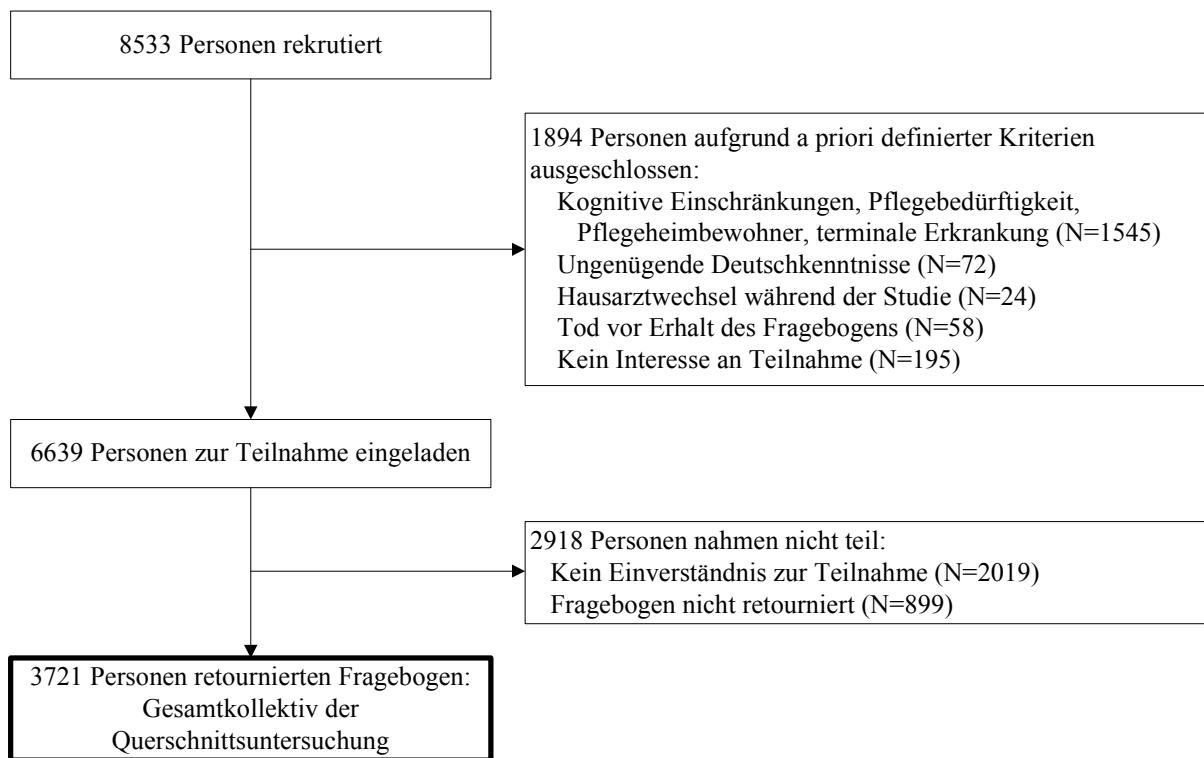 8533 Personen rekrutiert
1894 Personen aufgrund a priori definierter Kriterien
ausgeschlossen:
Kognitive Einschränkungen, Pflegebedürftigkeit,
Pflegeheimbewohner, terminale Erkrankung (N=1545)
Ungenügende Deutschkenntnisse (N=72)
Hausarztwechsel während der Studie (N=24)
Tod vor Erhalt des Fragebogens (N=58)
Kein Interesse an Teilnahme (N=195)
6639 Personen zur Teilnahme eingeladen
2918 Personen nahmen nicht teil:
Kein Einverständnis zur Teilnahme (N=2019)
Fragebogen nicht retourniert (N=899)
3721 Personen retournierten Fragebogen:
Gesamtkollektiv der
Querschnittsuntersuchung